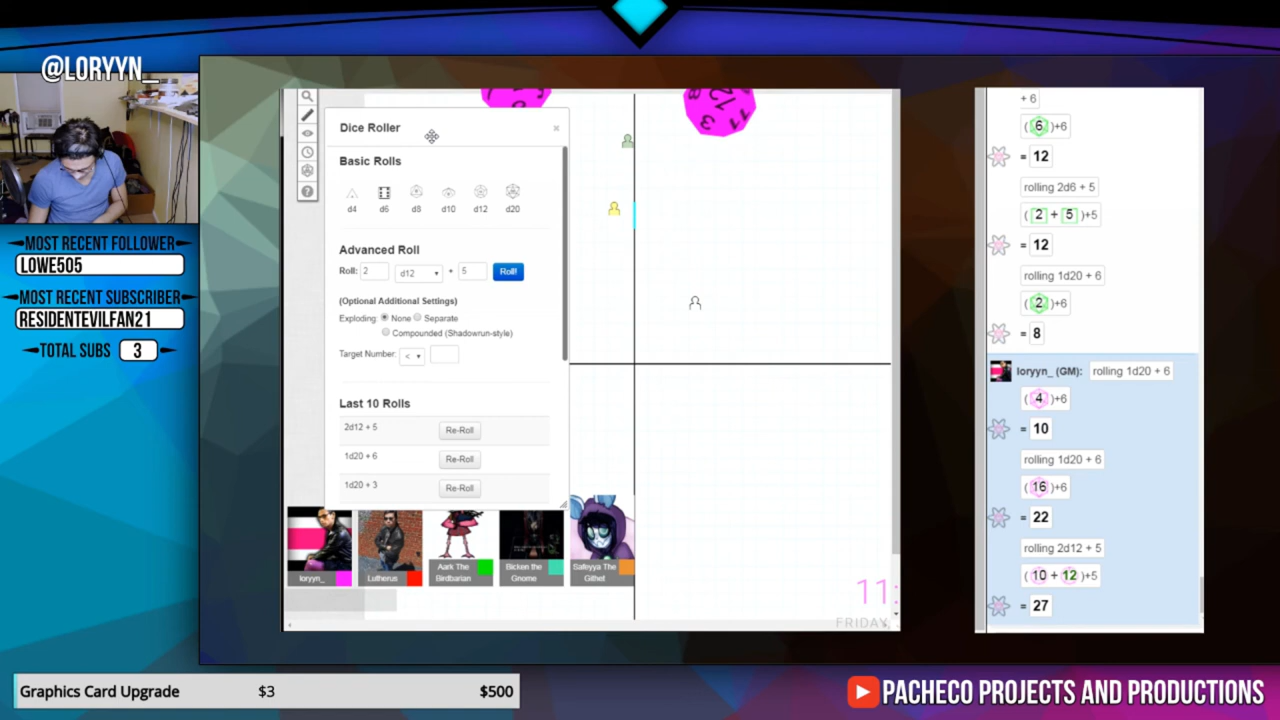 @LORYYN_
MOST RECENT FOLLOWER
LOWE505
MOST RECENT SUBSCRIBER
RESIDENTEVILFAN21
TOTAL SUBS 3
Dice Roller ×
Basic Rolls
d4 d6 d8 d10 d12 d20
Advanced Roll
Roll: 2 d12 + 5 Roll!
(Optional Additional Settings)
Exploding: None Separate
Compounded (Shadowrun-style)
Target Number: <
Last 10 Rolls
2d12 + 5 Re-Roll
1d20 + 6 Re-Roll
1d20 + 3 Re-Roll
loryyn_
Lutherus
Aark The
Birdbarian
Bicken the
Gnome
Safeyya The
Githet
12
11
3
11:
FRIDAY,
+ 6
(6)+6
= 12
rolling 2d6 + 5
(2 + 5)+5
= 12
rolling 1d20 + 6
(2)+6
= 8
loryyn_ (GM): rolling 1d20 + 6
(4)+6
= 10
rolling 1d20 + 6
(16)+6
= 22
rolling 2d12 + 5
(10 + 12)+5
= 27
Graphics Card Upgrade $3 $500
PACHECO PROJECTS AND PRODUCTIONS